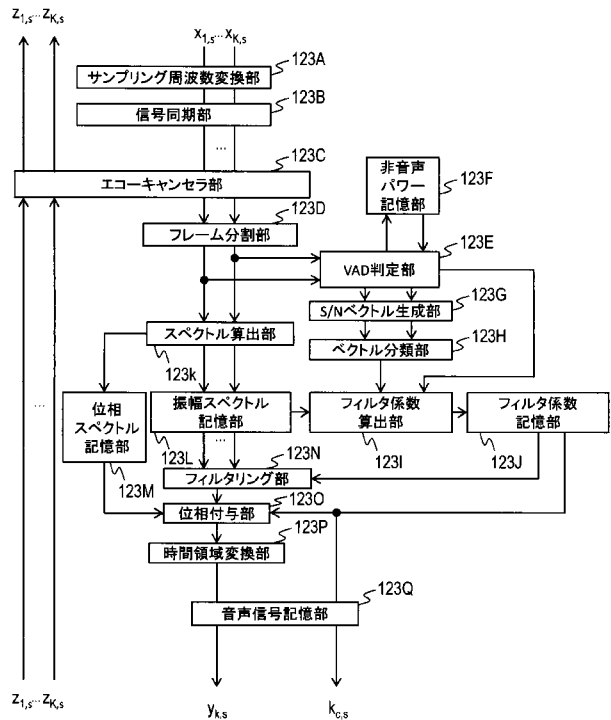 z1,s…zK,s
x1,s…xK,s
123A
サンプリング周波数変換部
123B
信号同期部
…
123C
エコーキャンセラ部
非音声
パワー
記憶部
123F
123D
フレーム分割部
123E
VAD判定部
123G
S/Nベクトル生成部
スペクトル算出部
123k
123H
ベクトル分類部
…
位相
スペクトル
記憶部
123M
振幅スペクトル
記憶部
123L
…
フィルタ係数
算出部
123I
フィルタ係数
記憶部
123J
123N
フィルタリング部
123O
位相付与部
123P
時間領域変換部
123Q
音声信号記憶部
z1,s…zK,s
yk,s
kc,s